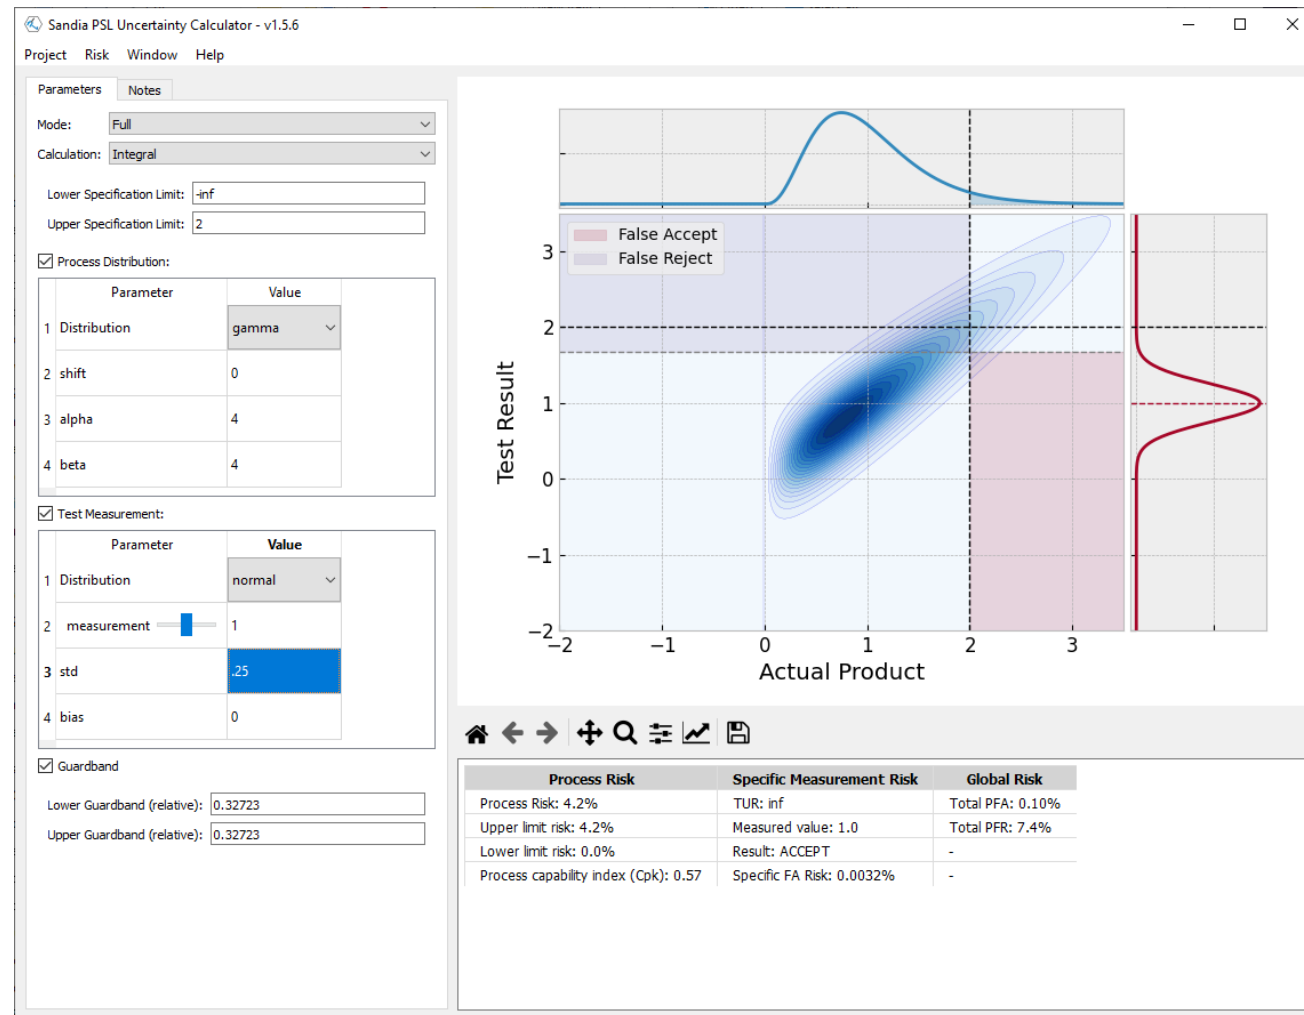 Sandia PSL Uncertainty Calculator - v1.5.6
Project Risk Window Help
Parameters Notes
Mode: Full
Calculation: Integral
Lower Specification Limit: -inf
Upper Specification Limit: 2
Process Distribution:
Parameter Value
1 Distribution gamma
2 shift 0
3 alpha 4
4 beta 4
Test Measurement:
Parameter Value
1 Distribution normal
2 measurement 1
3 std .25
4 bias 0
Guardband
Lower Guardband (relative): 0.32723
Upper Guardband (relative): 0.32723
False Accept
False Reject
3
2
1
0
−1
−2
Test Result
−2 −1 0 1 2 3
Actual Product
Process Risk Specific Measurement Risk Global Risk
Process Risk: 4.2% TUR: inf Total PFA: 0.10%
Upper limit risk: 4.2% Measured value: 1.0 Total PFR: 7.4%
Lower limit risk: 0.0% Result: ACCEPT -
Process capability index (Cpk): 0.57 Specific FA Risk: 0.0032% -